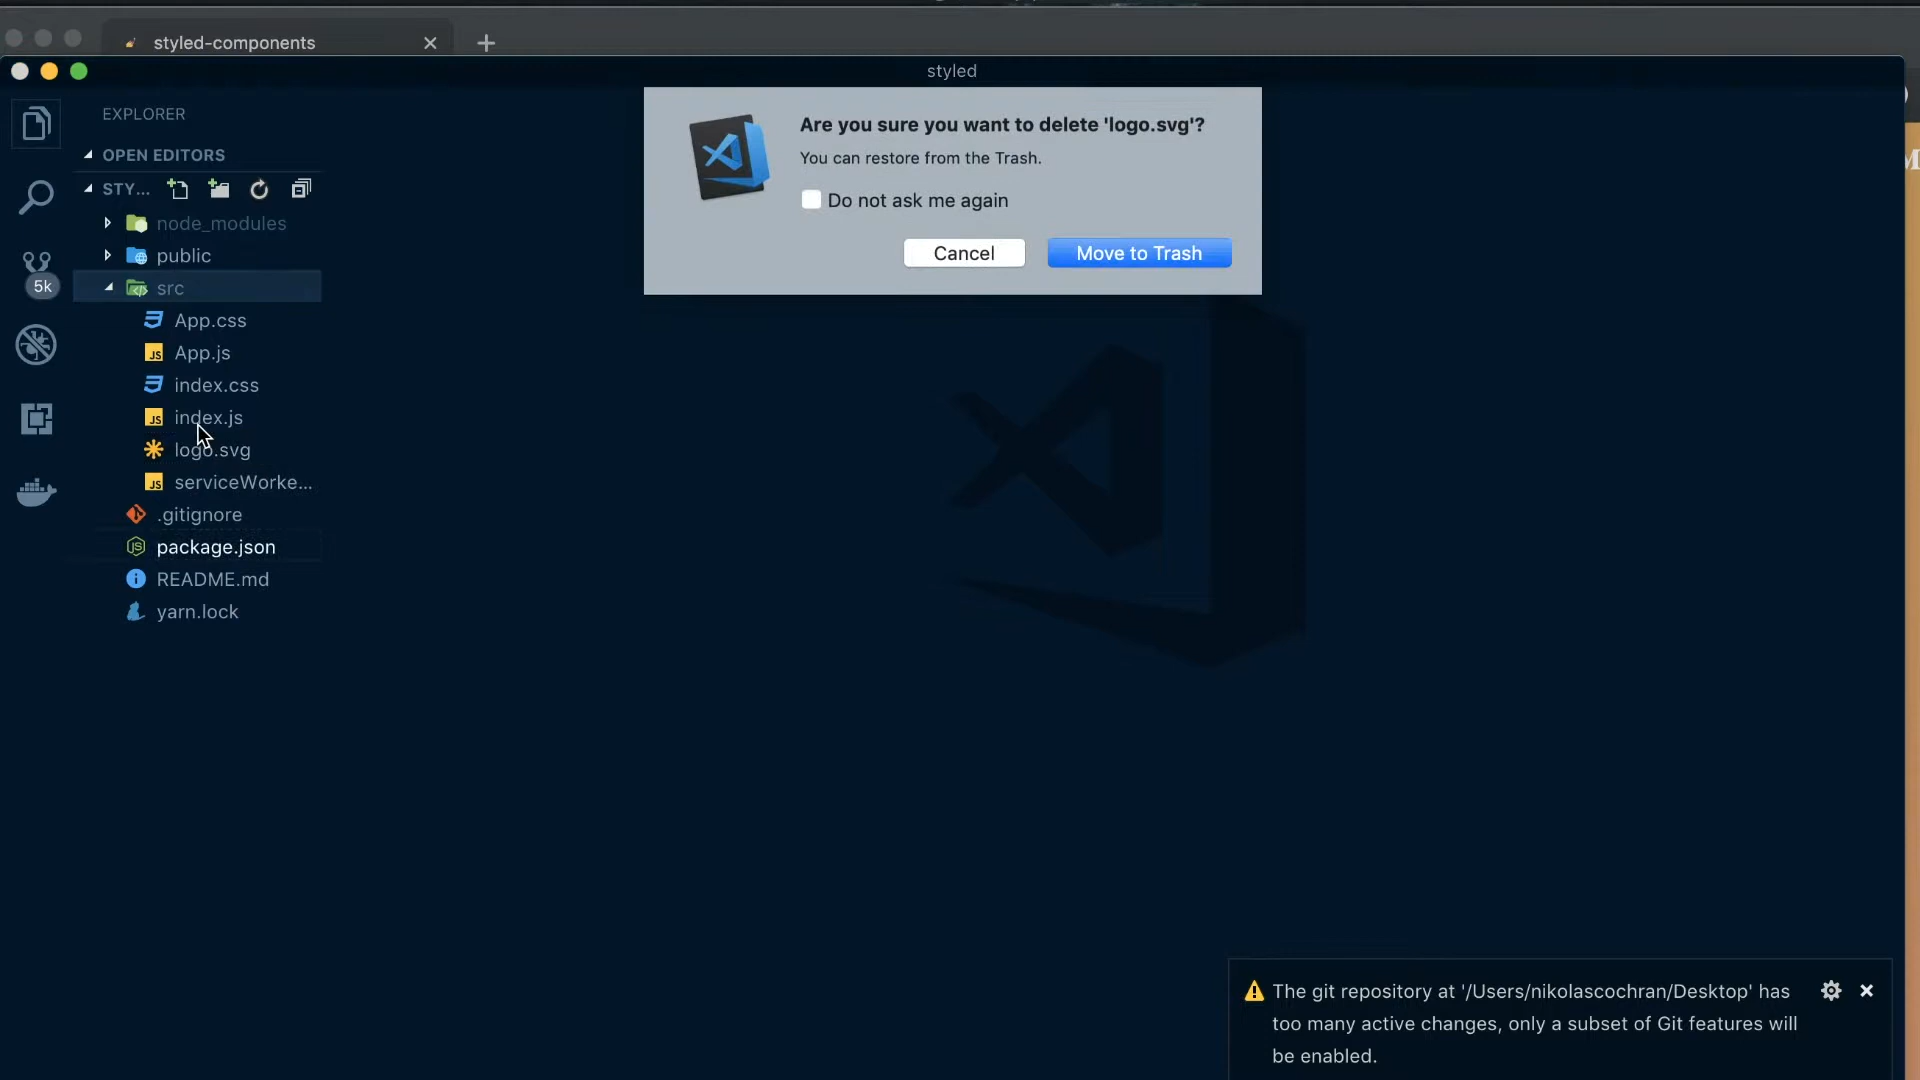 styled-components
styled
EXPLORER
OPEN EDITORS
STY...
node_modules
public
src
5k
App.css
App.js
index.css
index.js
logo.svg
serviceWorke...
.gitignore
package.json
README.md
yarn.lock
Are you sure you want to delete 'logo.svg'?
You can restore from the Trash.
Do not ask me again
Cancel
Move to Trash
The git repository at '/Users/nikolascochran/Desktop' has
too many active changes, only a subset of Git features will
be enabled.